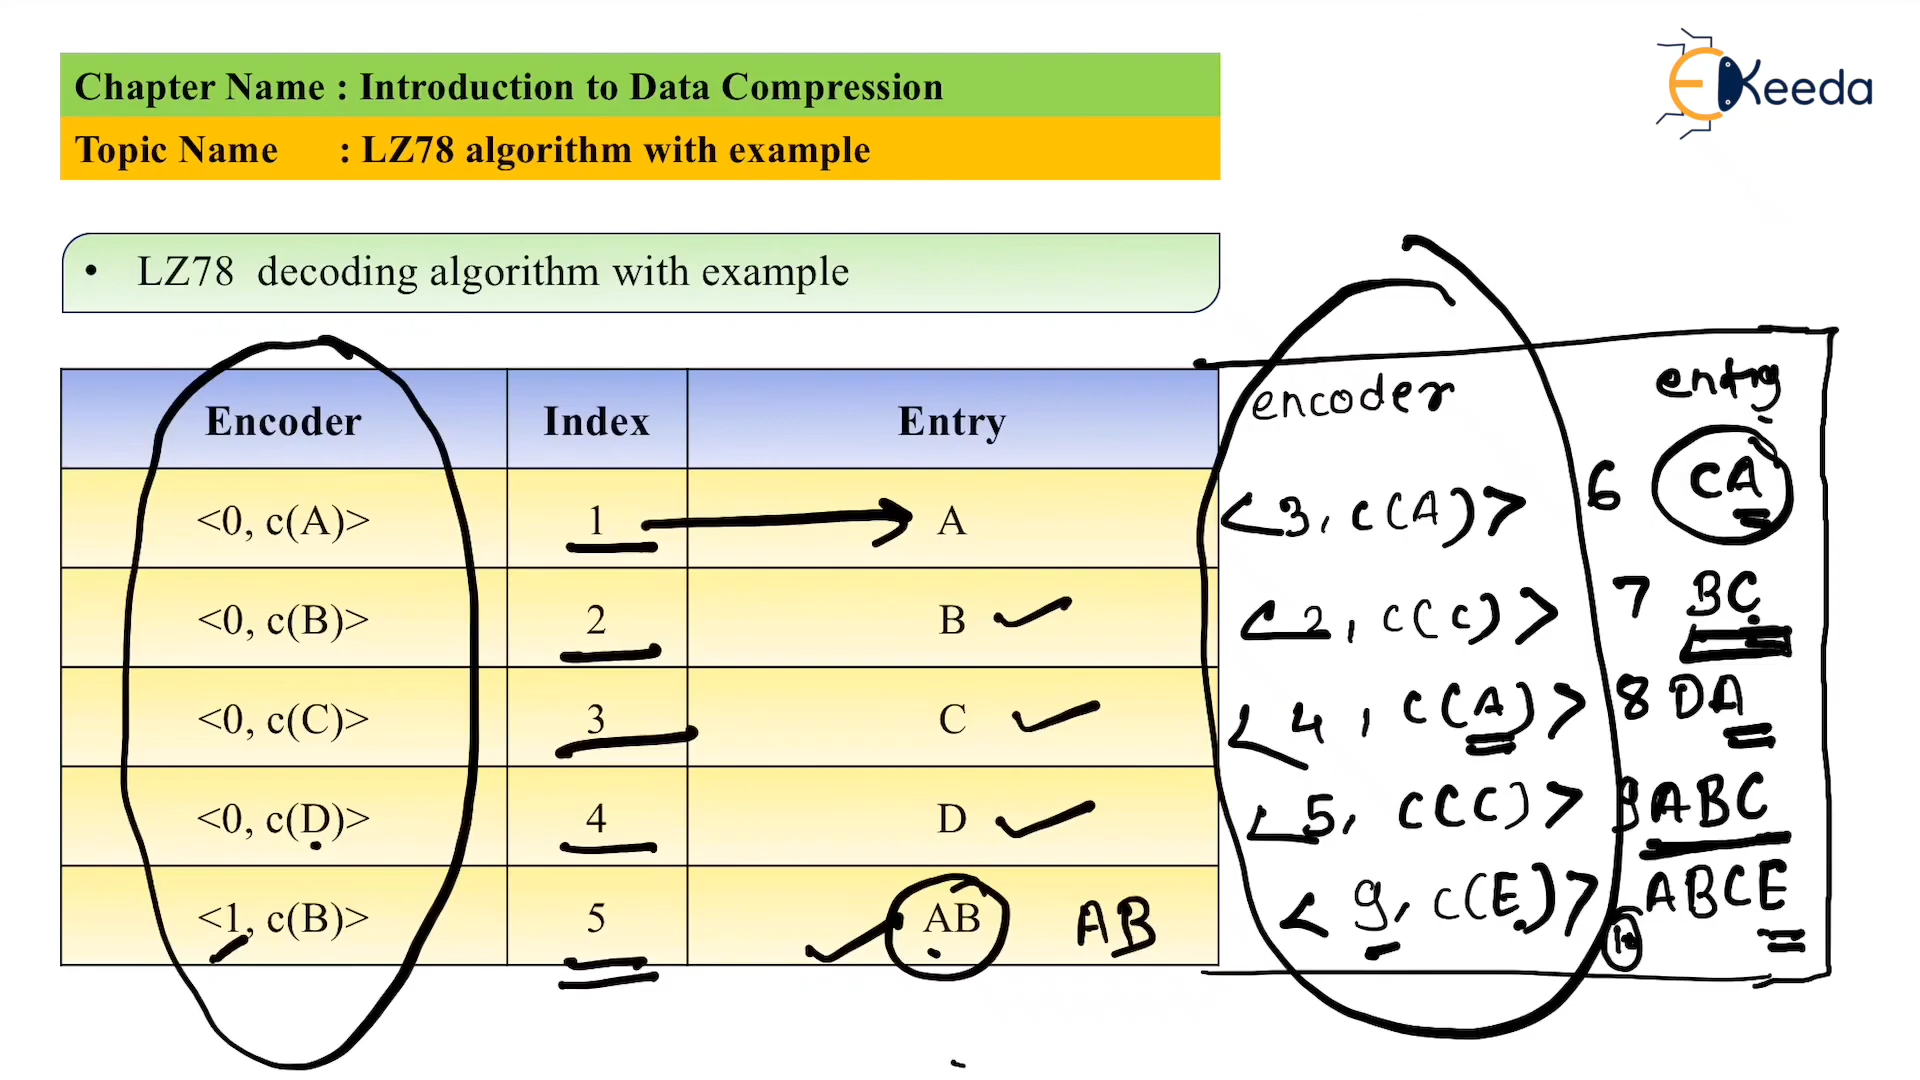 Keeda
Chapter Name : Introduction to Data Compression
Topic Name : LZ78 algorithm with example
• LZ78 decoding algorithm with example
Encoder Index Entry encoder entry
<0, c(A)> 1 A <3, c(A)> 6 CA
<0, c(B)> 2 B <2, c(c)> 7 BC
<0, c(C)> 3 C <4, c(A)> 8 DA
<0, c(D)> 4 D <5, c(C)> 9 ABC
<1, c(B)> 5 AB AB <9, c(E)> 10 ABCE